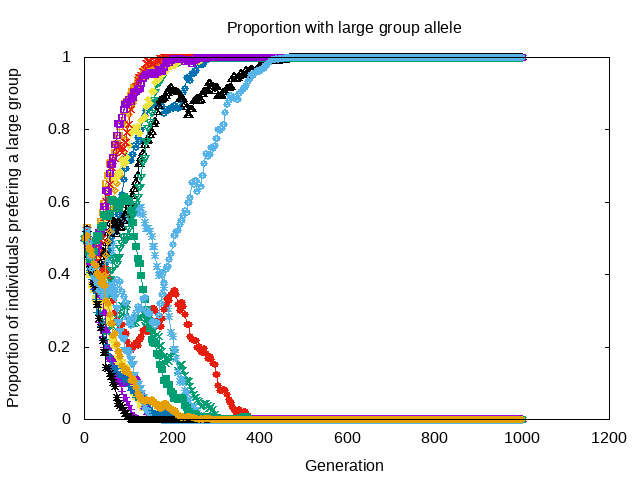 Proportion with large group allele
Proportion of individuals prefering a large group
1
0.8
0.6
0.4
0.2
0
0 200 400 600 800 1000 1200
Generation